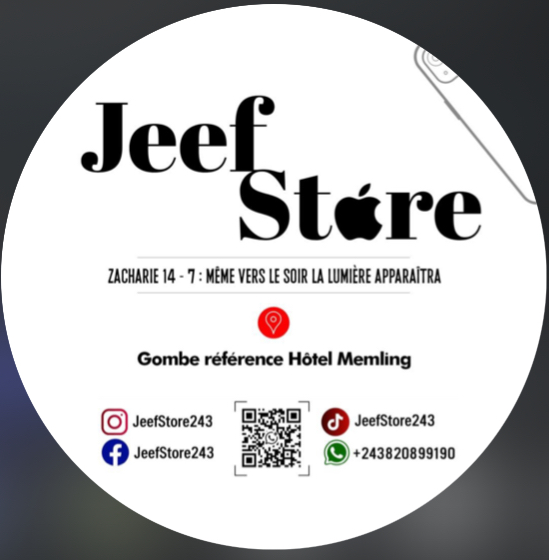 Jeef
Store
ZACHARIE 14 - 7 : MÊME VERS LE SOIR LA LUMIÈRE APPARAÎTRA
Gombe référence Hôtel Memling
JeefStore243
JeefStore243
JeefStore243
+243820899190